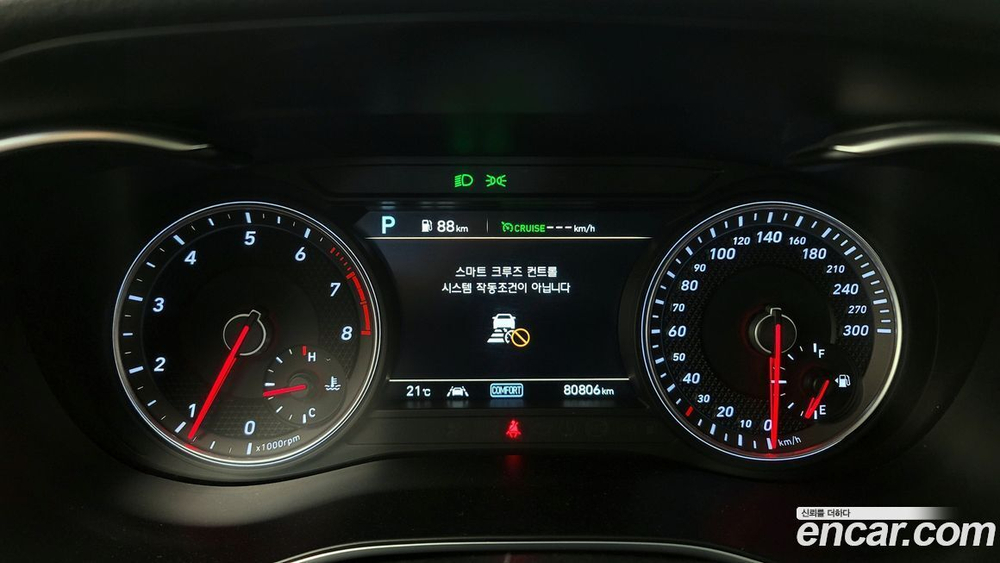 P 88km CRUISE---km/h
스마트 크루즈 컨트롤
시스템 작동조건이 아닙니다
21℃ COMFORT 80806km
0 1 2 3 4 5 6 7 8
x1000rpm
H
C
0 10 20 30 40 50 60 70 80 90 100 120 140 160 180 210 240 270 300
km/h
F
E
신뢰를 더하다
encar.com